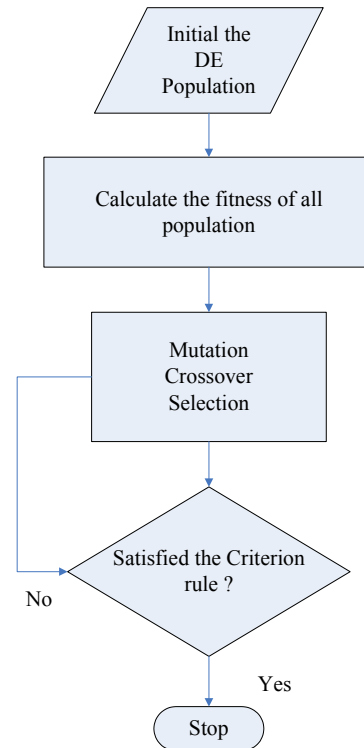 Initial the
DE
Population
Calculate the fitness of all
population
Mutation
Crossover
Selection
Satisfied the Criterion
rule ?
No
Yes
Stop